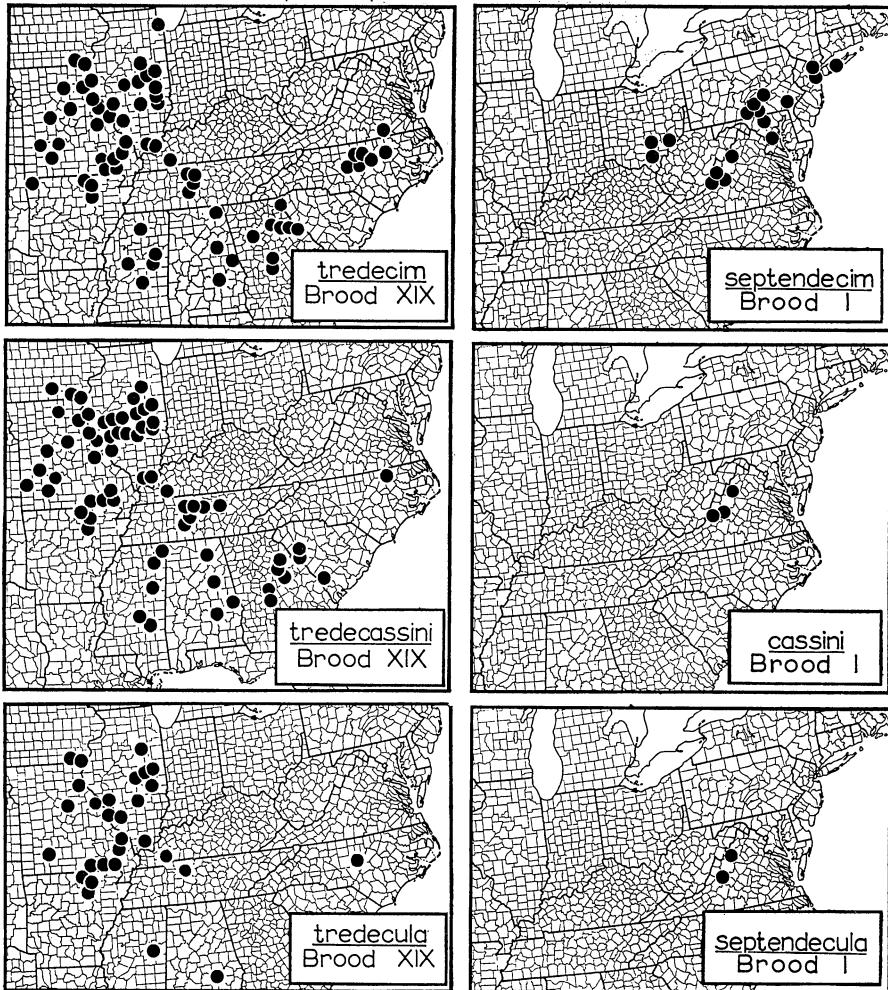 tredecim
Brood XIX
septendecim
Brood I
tredecassini
Brood XIX
cassini
Brood I
tredecula
Brood XIX
septendecula
Brood I